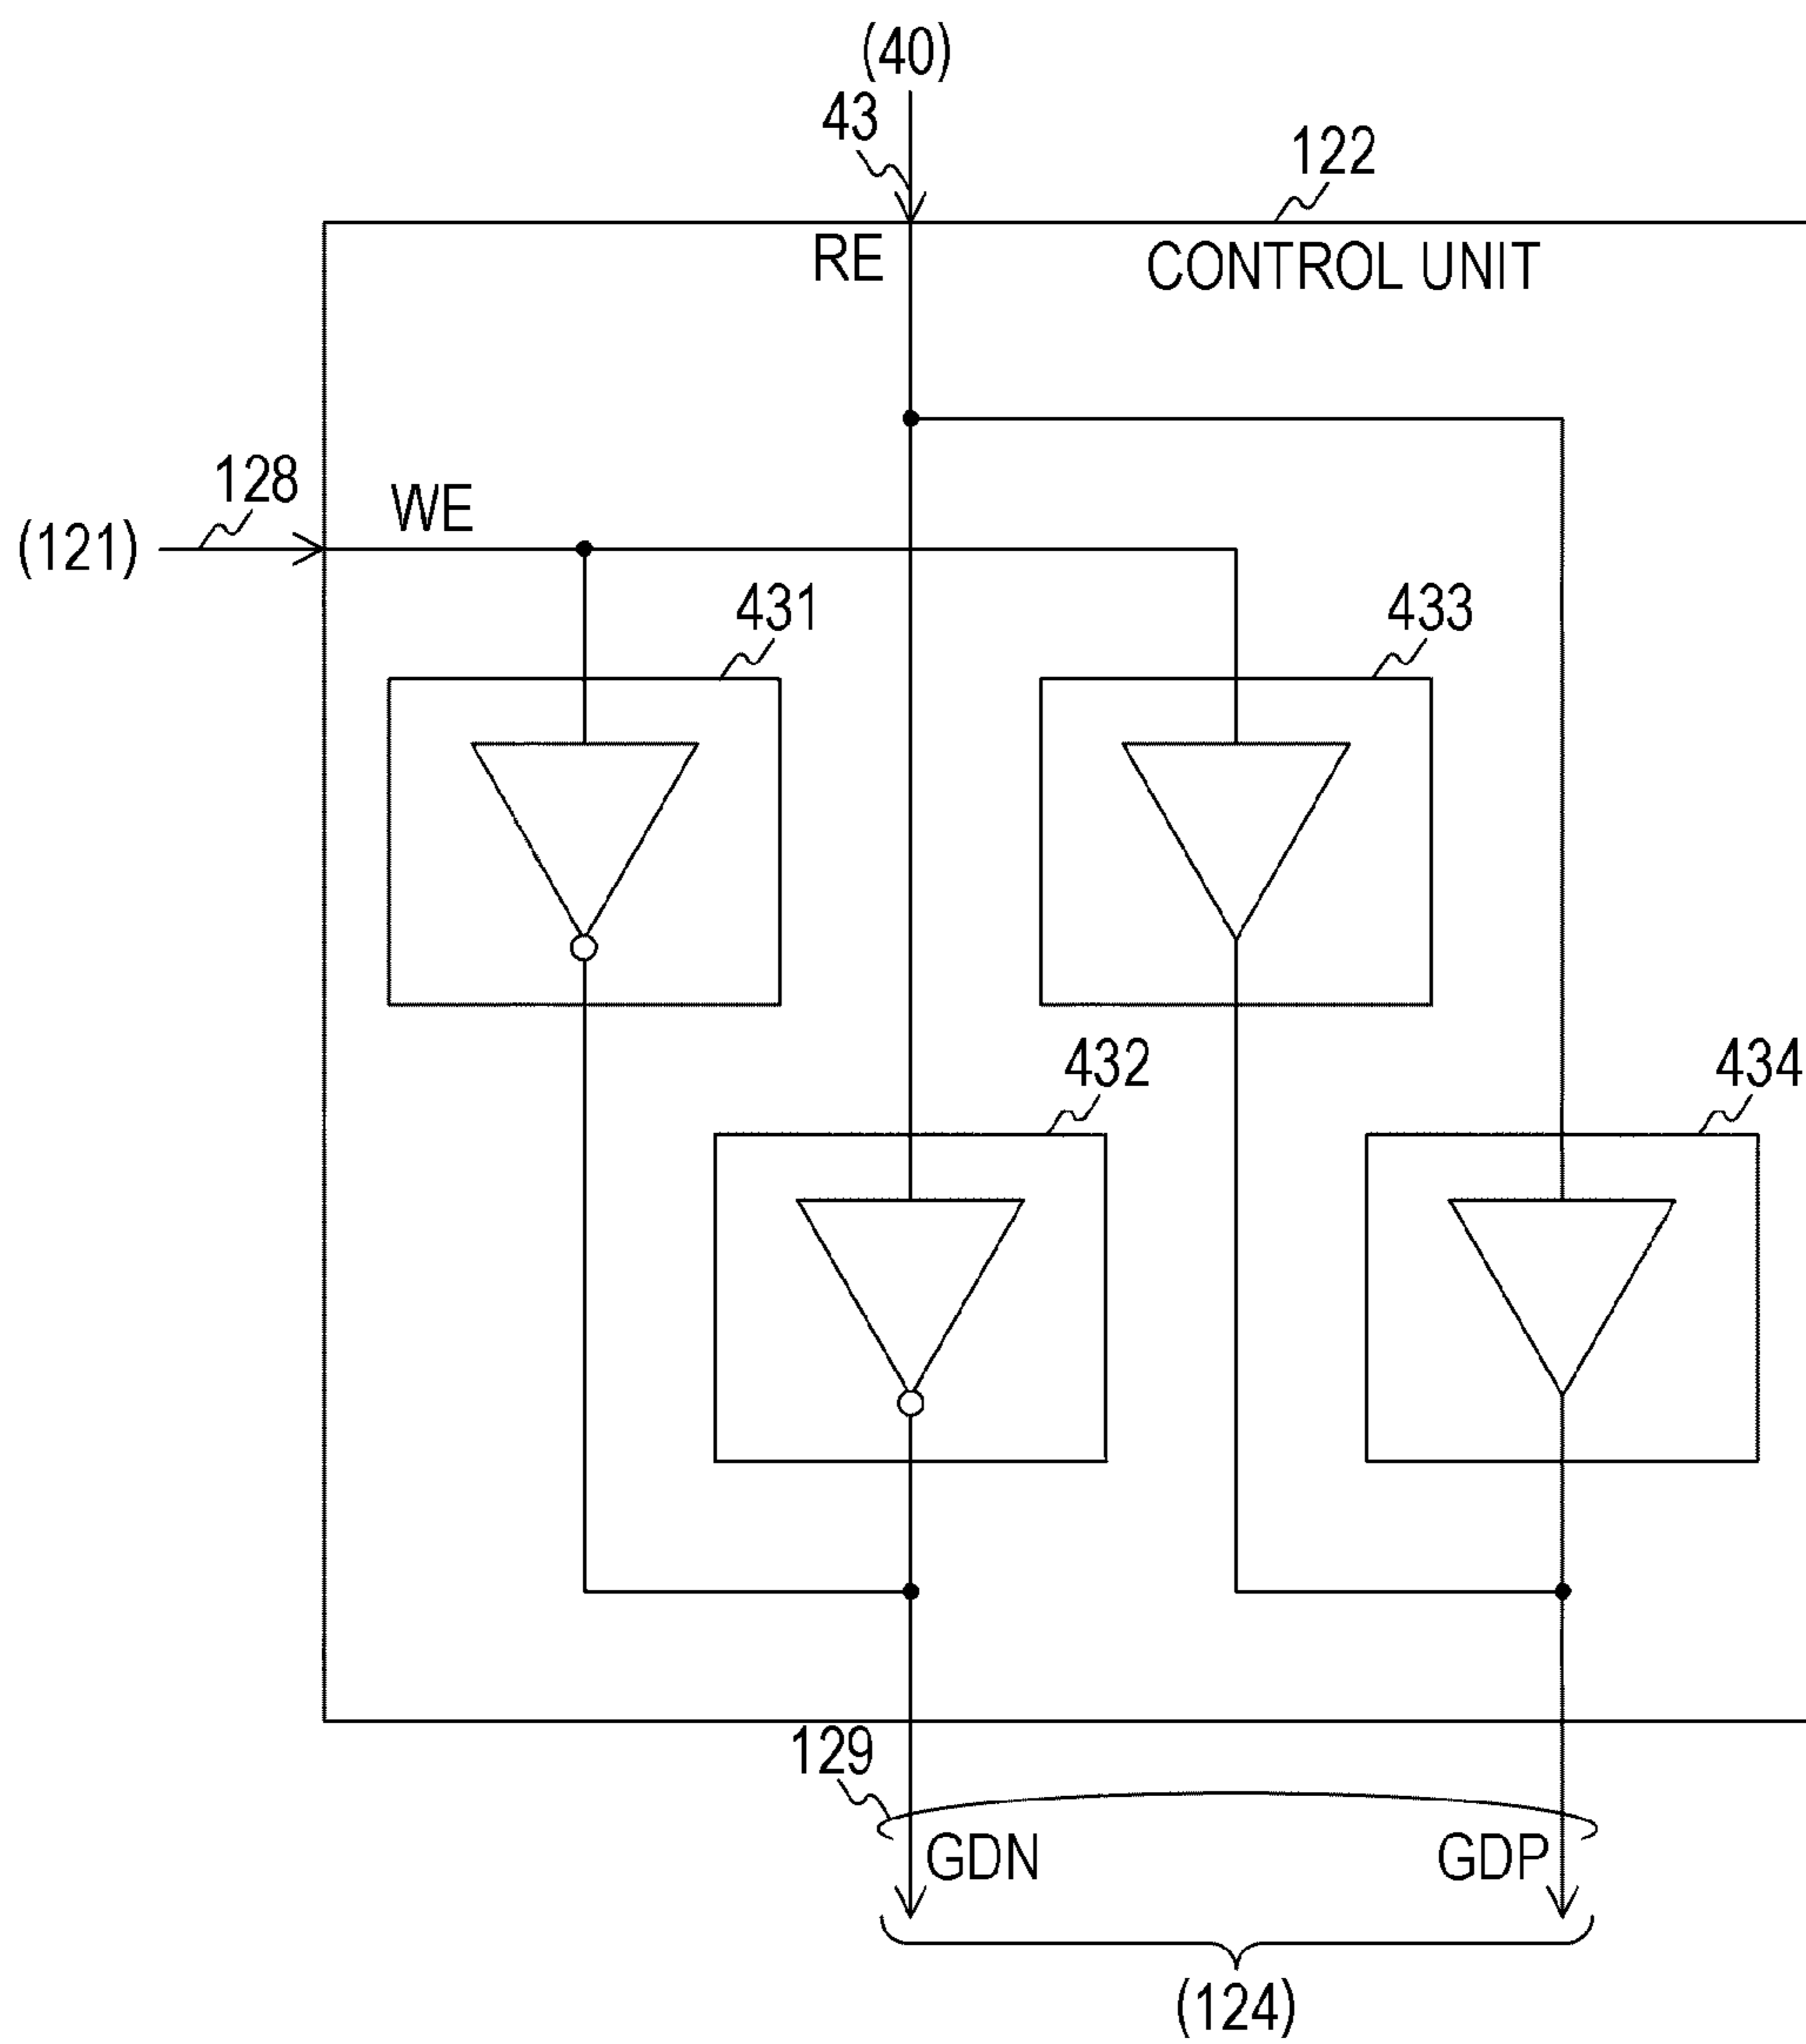 (40)
43
122
RE
CONTROL UNIT
128
WE
(121)
431
433
432
434
129
GDN
GDP
(124)